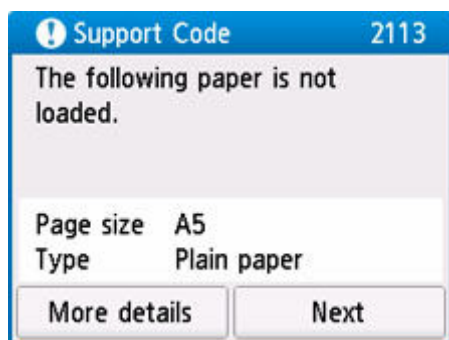 Support Code 2113
The following paper is not
loaded.
Page size A5
Type Plain paper
More details Next